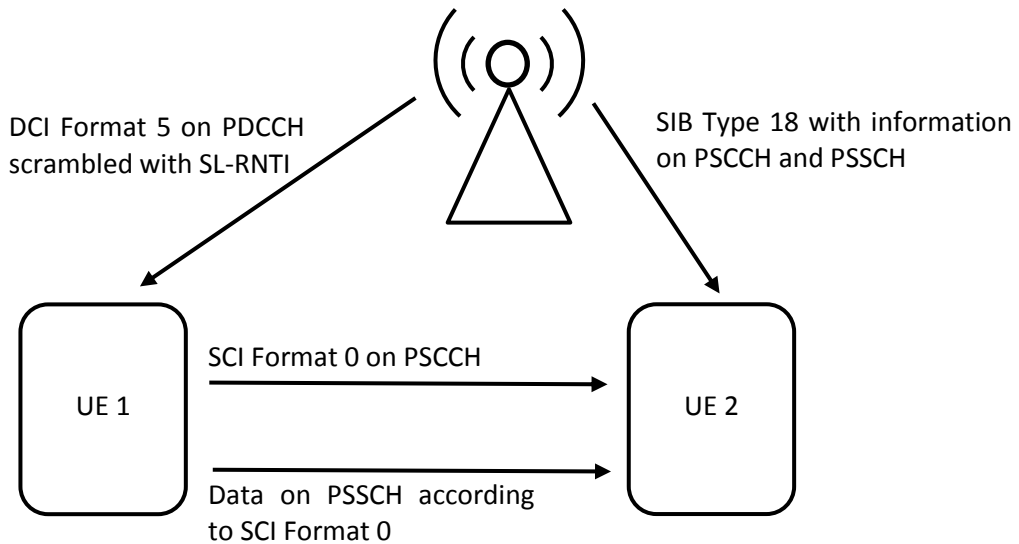 DCI Format 5 on PDCCH
scrambled with SL-RNTI
SIB Type 18 with information
on PSCCH and PSSCH
SCI Format 0 on PSCCH
UE 1
UE 2
Data on PSSCH according
to SCI Format 0